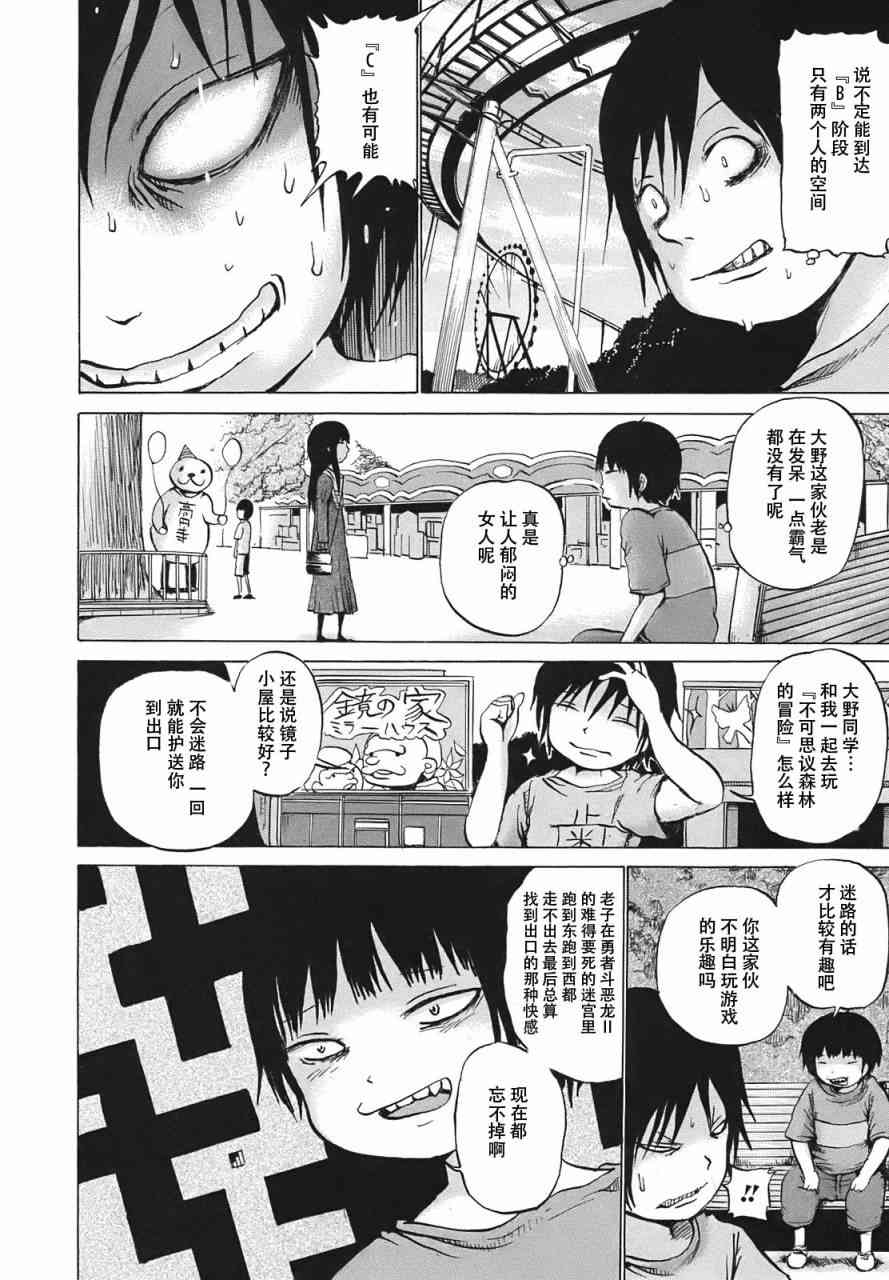 说不定能到达
『B』阶段
只有两个人的空间
『C』也有可能
大野这家伙老是
在发呆 一点霸气
都没有了呢
真是
让人郁闷的
女人呢
高円寺
大野同学…
和我一起去玩
『不可思议森林
的冒险』怎么样
还是说镜子
小屋比较好？
不会迷路 一回
就能护送你
到出口
鏡の家
ミラーハウス
迷路的话
才比较有趣吧
你这家伙
不明白玩游戏
的乐趣吗
!!
老子在勇者斗恶龙II
的难得要死的迷宫里
跑到东跑到西都
走不出去最后总算
找到出口的那种快感
现在都
忘不掉啊